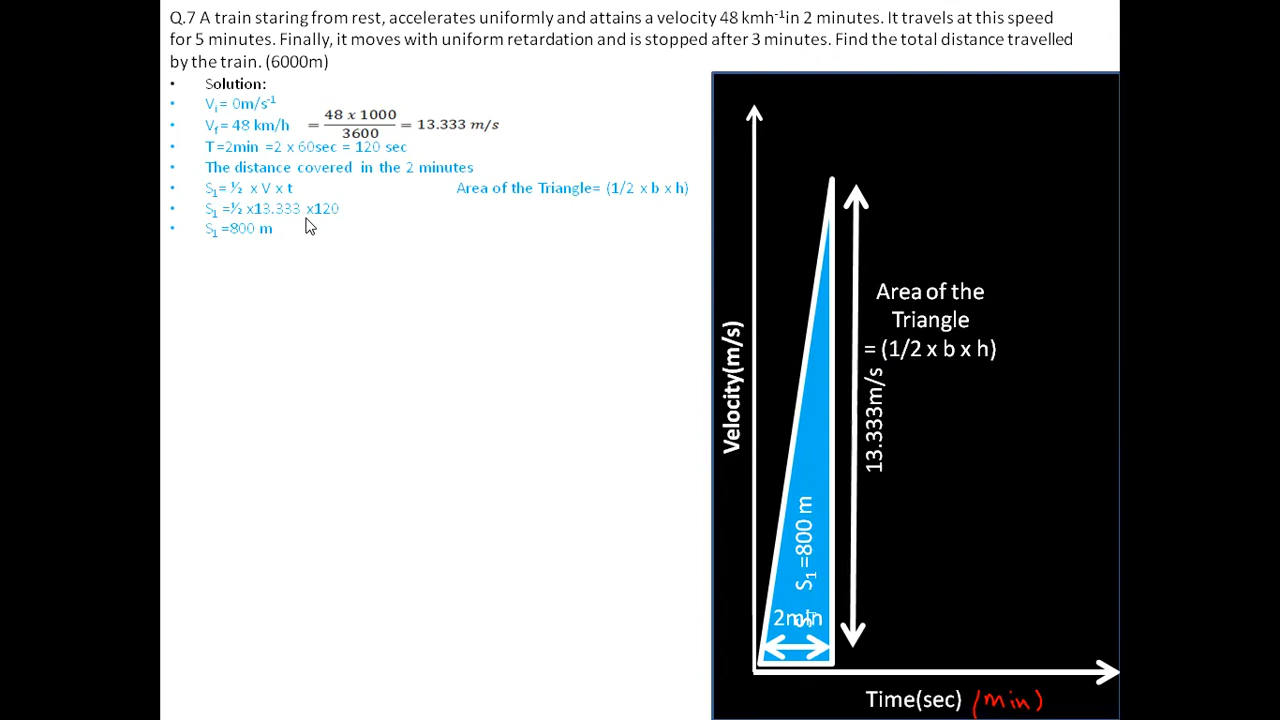 Q.7 A train staring from rest, accelerates uniformly and attains a velocity 48 kmh⁻¹in 2 minutes. It travels at this speed
for 5 minutes. Finally, it moves with uniform retardation and is stopped after 3 minutes. Find the total distance travelled
by the train. (6000m)
• Solution:
• Vᵢ= 0m/s⁻¹
• V_f= 48 km/h = 48 x 1000 / 3600 = 13.333 m/s
• T=2min =2 x 60sec = 120 sec
• The distance covered in the 2 minutes
• S₁= ½ x V x t Area of the Triangle= (1/2 x b x h)
• S₁ =½ x13.333 x120
• S₁ =800 m
Area of the
Triangle
= (1/2 x b x h)
13.333m/s
Velocity(m/s)
S₁ =800 m
2min
Time(sec) (min)